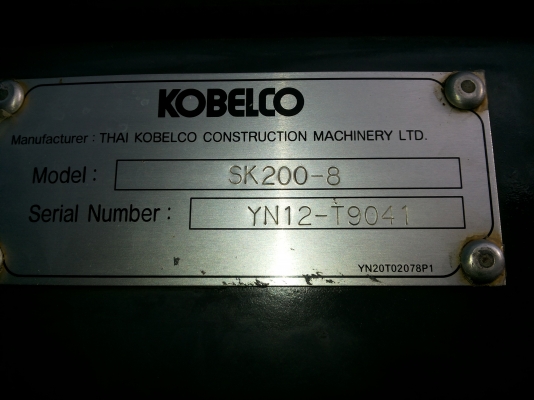 KOBELCO
Manufacturer : THAI KOBELCO CONSTRUCTION MACHINERY LTD.
Model : SK200-8
Serial Number : YN12-T9041
YN20T02078P1